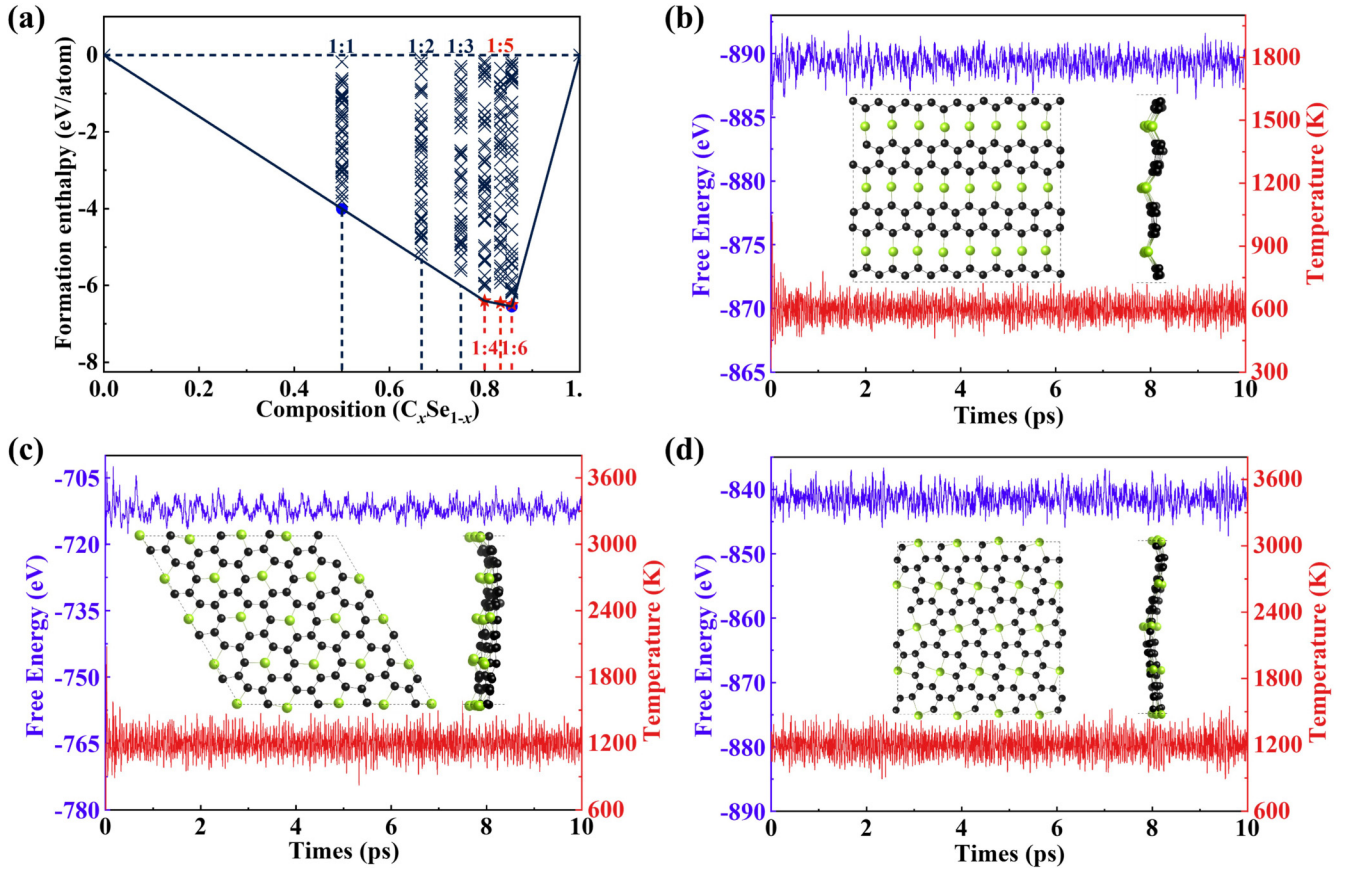 (a)
1:1 1:2 1:3 1:5
0
-2
-4
-6
-8
Formation enthalpy (eV/atom)
1:4 1:6
0.0 0.2 0.4 0.6 0.8 1.
Composition (CxSe1-x)
(b)
-890
-885
-880
-875
-870
-865
Free Energy (eV)
1800
1500
1200
900
600
300
Temperature (K)
0 2 4 6 8 10
Times (ps)
(c)
-705
-720
-735
-750
-765
-780
Free Energy (eV)
3600
3000
2400
1800
1200
600
Temperature (K)
0 2 4 6 8 10
Times (ps)
(d)
-840
-850
-860
-870
-880
-890
Free Energy (eV)
3600
3000
2400
1800
1200
600
Temperature (K)
0 2 4 6 8 10
Times (ps)